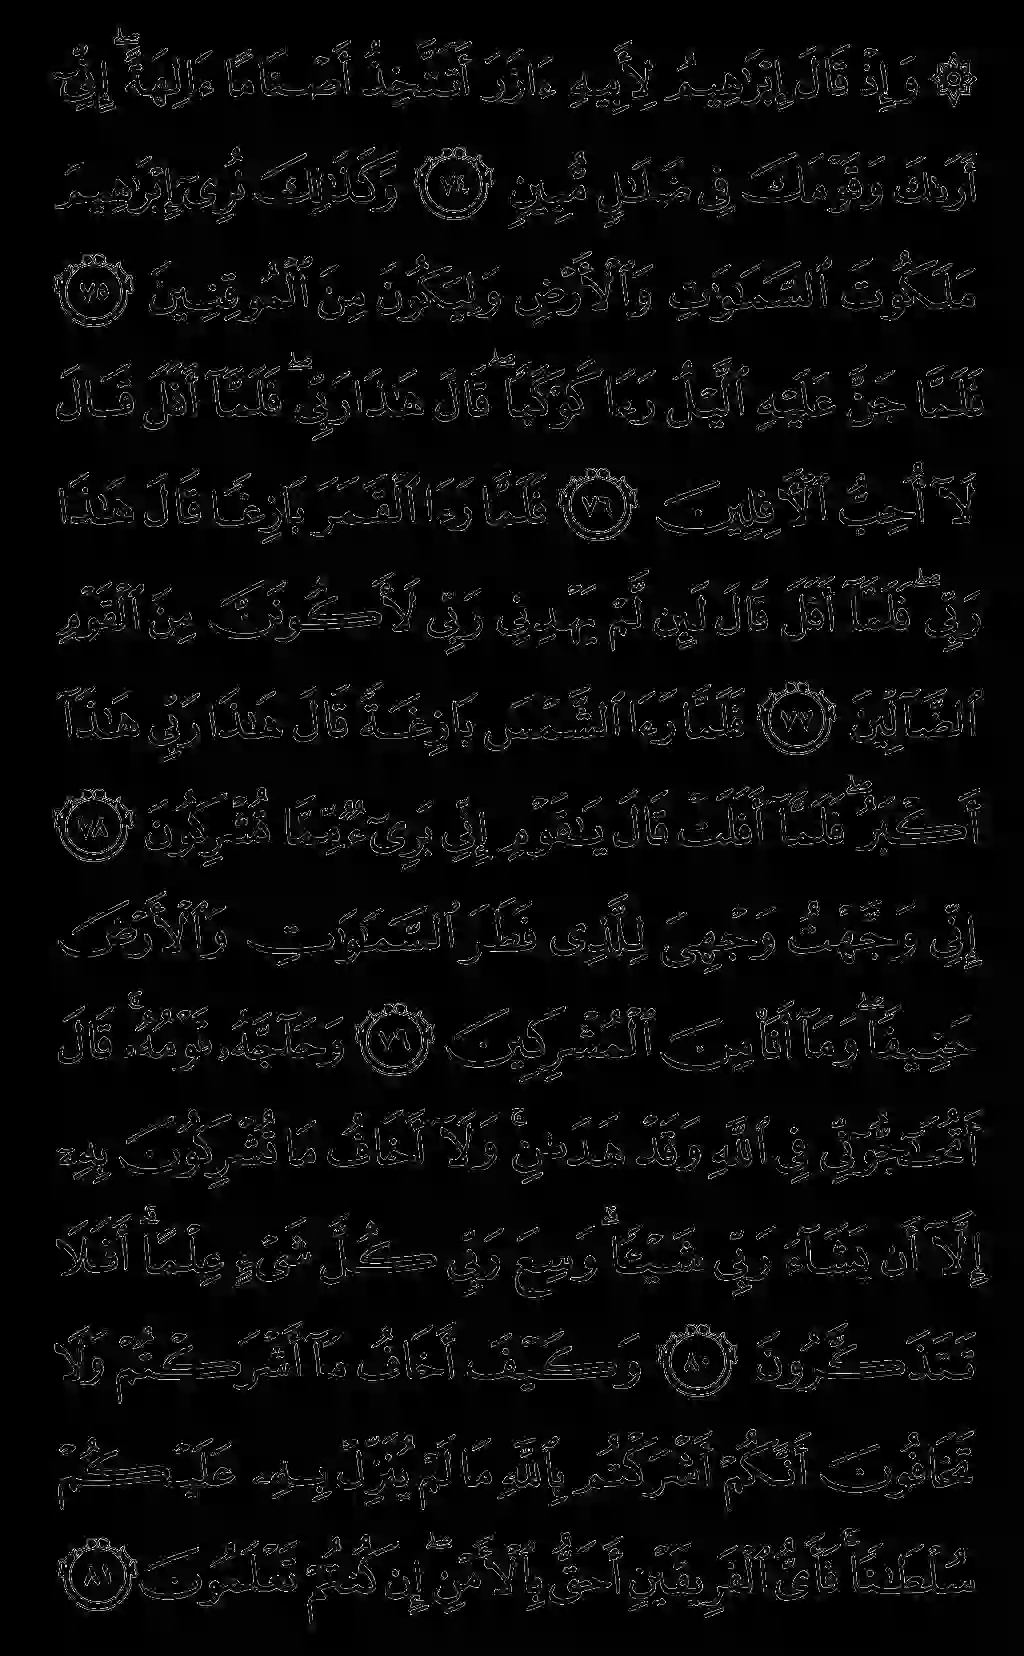 ۞ وَإِذْ قَالَ إِبْرَٰهِيمُ لِأَبِيهِ ءَازَرَ أَتَتَّخِذُ أَصْنَامًا ءَالِهَةً ۖ إِنِّىٓ
أَرَىٰكَ وَقَوْمَكَ فِى ضَلَٰلٍ مُّبِينٍ ٧٤ وَكَذَٰلِكَ نُرِىٓ إِبْرَٰهِيمَ
مَلَكُوتَ ٱلسَّمَٰوَٰتِ وَٱلْأَرْضِ وَلِيَكُونَ مِنَ ٱلْمُوقِنِينَ ٧٥
فَلَمَّا جَنَّ عَلَيْهِ ٱلَّيْلُ رَءَا كَوْكَبًا ۖ قَالَ هَٰذَا رَبِّى ۖ فَلَمَّآ أَفَلَ قَالَ
لَآ أُحِبُّ ٱلْءَافِلِينَ ٧٦ فَلَمَّا رَءَا ٱلْقَمَرَ بَازِغًا قَالَ هَٰذَا
رَبِّى ۖ فَلَمَّآ أَفَلَ قَالَ لَئِن لَّمْ يَهْدِنِى رَبِّى لَأَكُونَنَّ مِنَ ٱلْقَوْمِ
ٱلضَّآلِّينَ ٧٧ فَلَمَّا رَءَا ٱلشَّمْسَ بَازِغَةً قَالَ هَٰذَا رَبِّى هَٰذَآ
أَكْبَرُ ۖ فَلَمَّآ أَفَلَتْ قَالَ يَٰقَوْمِ إِنِّى بَرِىٓءٌ مِّمَّا تُشْرِكُونَ ٧٨
إِنِّى وَجَّهْتُ وَجْهِىَ لِلَّذِى فَطَرَ ٱلسَّمَٰوَٰتِ وَٱلْأَرْضَ
حَنِيفًا ۖ وَمَآ أَنَا۠ مِنَ ٱلْمُشْرِكِينَ ٧٩ وَحَآجَّهُۥ قَوْمُهُۥ ۚ قَالَ
أَتُحَٰٓجُّوٓنِّى فِى ٱللَّهِ وَقَدْ هَدَىٰنِ ۚ وَلَآ أَخَافُ مَا تُشْرِكُونَ بِهِۦٓ
إِلَّآ أَن يَشَآءَ رَبِّى شَيْـًٔا ۗ وَسِعَ رَبِّى كُلَّ شَىْءٍ عِلْمًا ۗ أَفَلَا
تَتَذَكَّرُونَ ٨٠ وَكَيْفَ أَخَافُ مَآ أَشْرَكْتُمْ وَلَا
تَخَافُونَ أَنَّكُمْ أَشْرَكْتُم بِٱللَّهِ مَا لَمْ يُنَزِّلْ بِهِۦ عَلَيْكُمْ
سُلْطَٰنًا ۚ فَأَىُّ ٱلْفَرِيقَيْنِ أَحَقُّ بِٱلْأَمْنِ ۖ إِن كُنتُمْ تَعْلَمُونَ ٨١